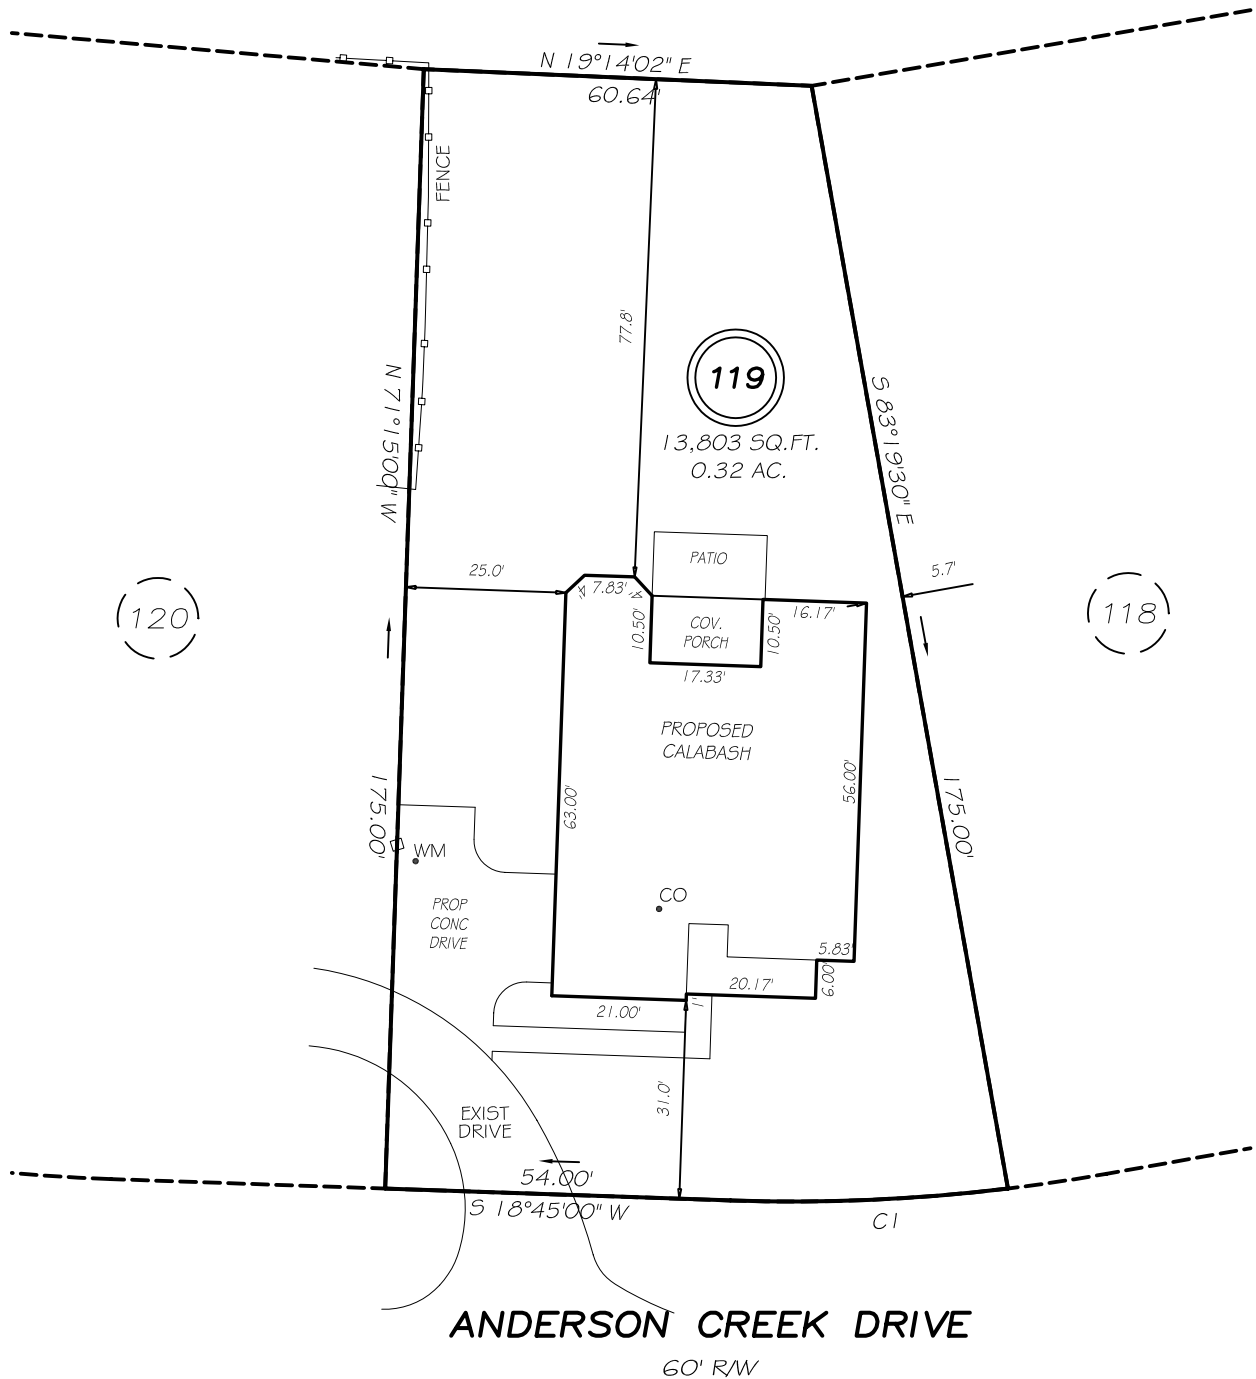 N 19°14'02" E
60.64'
FENCE
77.8'
119
13,803 SQ.FT.
0.32 AC.
N 71°15'00" W
S 83°19'30" E
PATIO
25.0'
7.83'
5.7'
120
118
10.50'
COV.
PORCH
10.50'
16.17'
17.33'
PROPOSED
CALABASH
63.00'
56.00'
175.00'
175.00'
WM
CO
PROP
CONC
DRIVE
5.83'
6.00'
20.17'
1'
21.00'
31.0'
EXIST
DRIVE
54.00'
S 18°45'00" W
C1
ANDERSON CREEK DRIVE
60' R/W